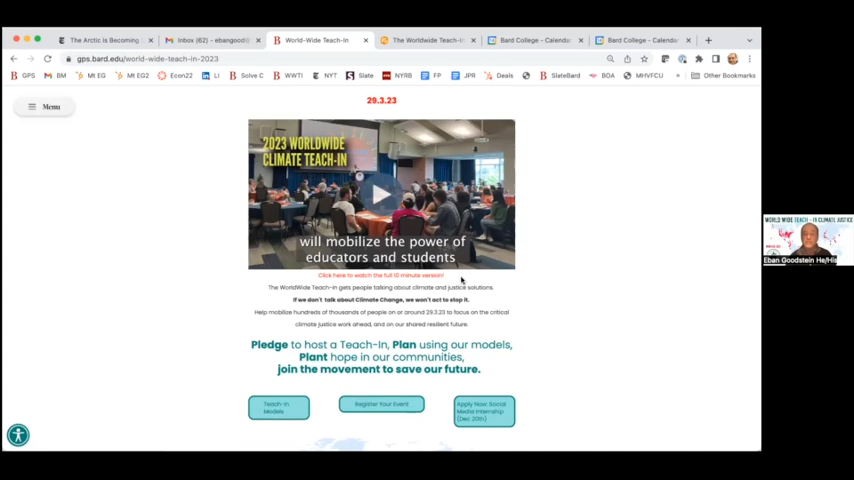 The Arctic is Becoming
Inbox (62) - ebangood@
World-Wide Teach-In
The Worldwide Teach-In
Bard College - Calenda
Bard College - Calenda
gps.bard.edu/world-wide-teach-in-2023
GPS
BM
Mt EG
Mt EG2
Econ22
LI
Solve C
WWTI
NYT
Slate
NYRB
FP
JPR
Deals
SlateBard
BOA
MHVFCU
Other Bookmarks
Menu
29.3.23
2023 WORLDWIDE
CLIMATE TEACH-IN
will mobilize the power of
educators and students
Click here to watch the full 10 minute version!
The WorldWide Teach-in gets people talking about climate and justice solutions.
If we don't talk about Climate Change, we won't act to stop it.
Help mobilize hundreds of thousands of people on or around 29.3.23 to focus on the critical
climate justice work ahead, and on our shared resilient future.
Pledge to host a Teach-In, Plan using our models,
Plant hope in our communities,
join the movement to save our future.
Teach-In
Models
Register Your Event
Apply Now: Social
Media Internship
(Dec 20th)
WORLD WIDE TEACH-IN CLIMATE JUSTICE
Eban Goodstein He/His